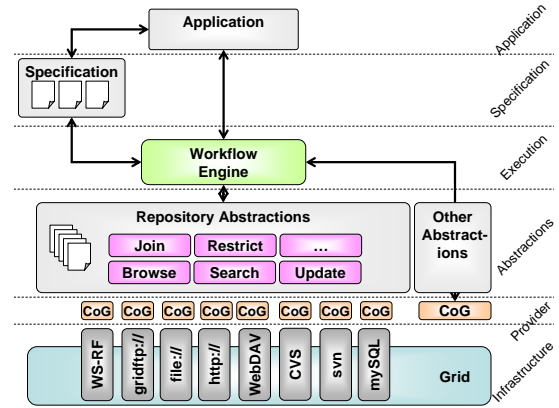 Application
Application
Specification
Specification
Workflow
Engine
Execution
Repository Abstractions
Join
Restrict
...
Browse
Search
Update
Other
Abstract-
ions
Abstractions
CoG
CoG
CoG
CoG
CoG
CoG
CoG
CoG
CoG
Provider
WS-RF
gridftp://
file://
http://
WebDAV
CVS
svn
mySQL
Grid
Infrastructure